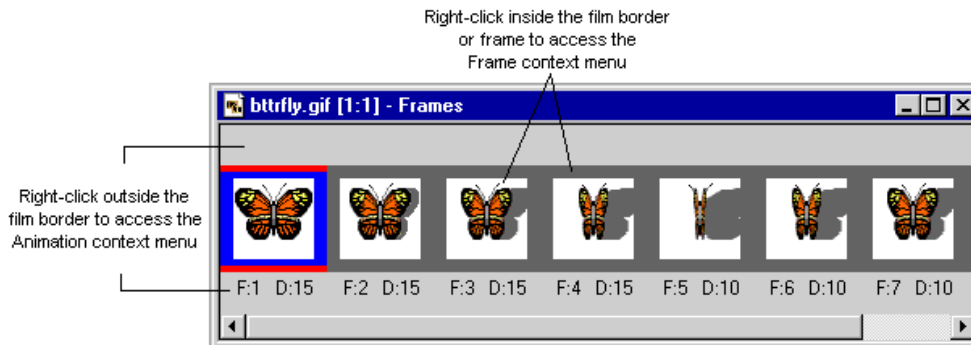 Right-click inside the film border
or frame to access the
Frame context menu
bttrfly.gif [1:1] - Frames
Right-click outside the
film border to access the
Animation context menu
F:1 D:15 F:2 D:15 F:3 D:15 F:4 D:15 F:5 D:10 F:6 D:10 F:7 D:10